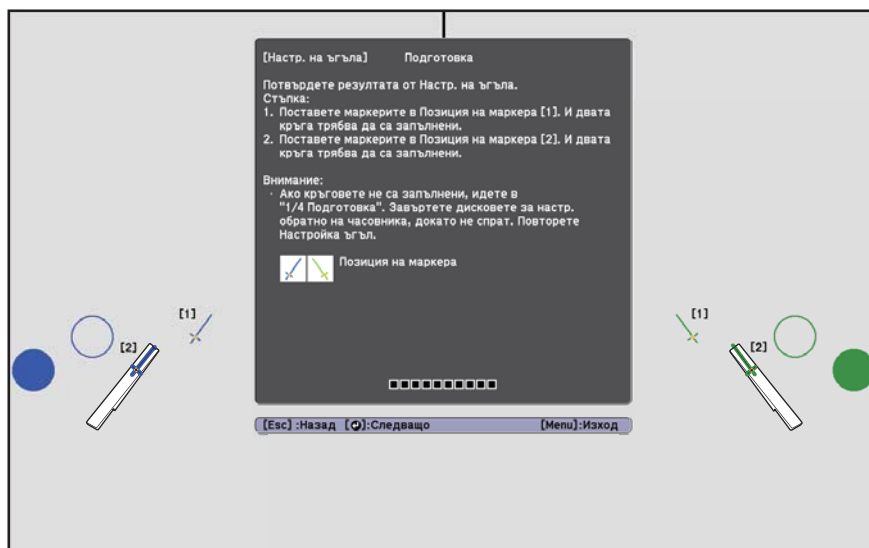 [Настр. на ъгъла] Подготовка
Потвърдете резултата от Настр. на ъгъла.
Стъпка:
1. Поставете маркерите в Позиция на маркера [1]. И двата
кръга трябва да са запълнени.
2. Поставете маркерите в Позиция на маркера [2]. И двата
кръга трябва да са запълнени.
Внимание:
· Ако кръговете не са запълнени, идете в
"1/4 Подготовка". Завъртете дисковете за настр.
обратно на часовника, докато не спрат. Повторете
Настройка ъгъл.
Позиция на маркера
[1]
[1]
[2]
[2]
[Esc] :Назад [↵]:Следващо [Menu]:Изход